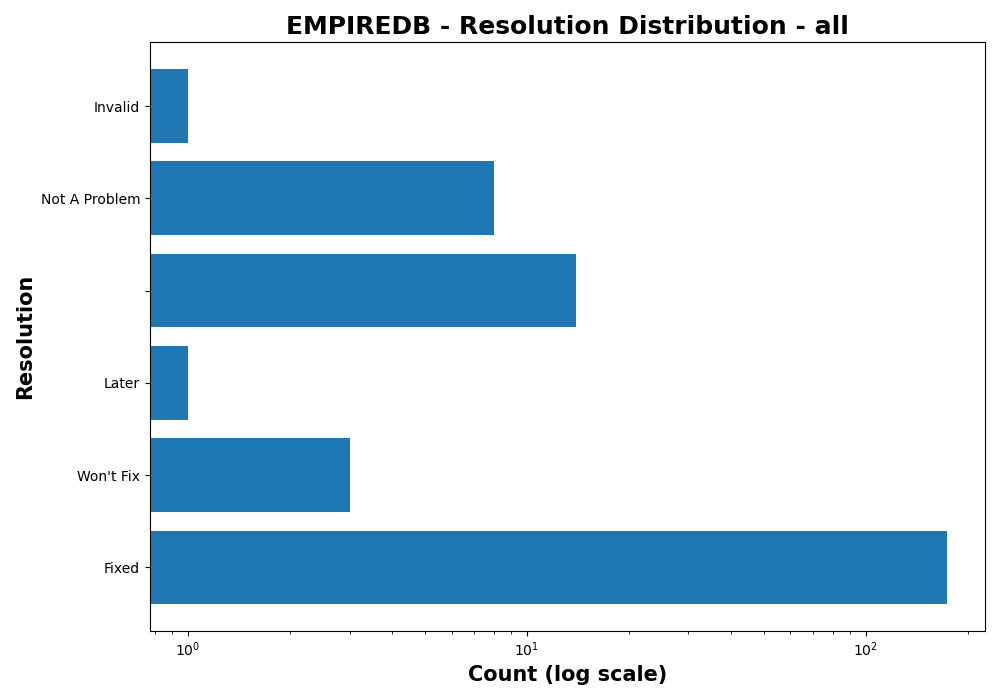 EMPIREDB - Resolution Distribution - all
Invalid
Not A Problem
Later
Won't Fix
Fixed
Resolution
10⁰ 10¹ 10²
Count (log scale)